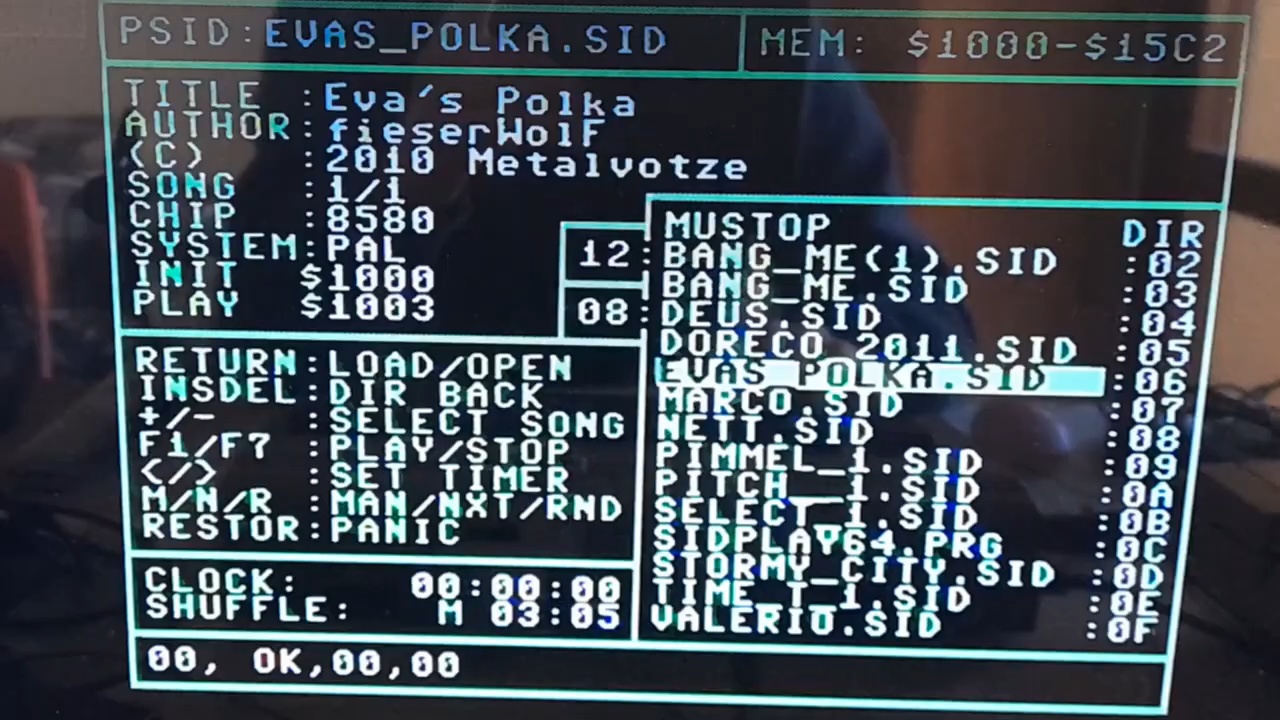 PSID:EVAS_POLKA.SID
MEM: $1000-$15C2
TITLE :Eva's Polka
AUTHOR:fieserWolF
(C) :2010 Metalvotze
SONG :1/1
CHIP :8580
SYSTEM:PAL
INIT $1000
PLAY $1003
12:
08:
MUSTOP DIR
BANG_ME(1).SID :02
BANG_ME.SID :03
DEUS.SID :04
DORECO_2011.SID :05
EVAS_POLKA.SID :06
MARCO.SID :07
NETT.SID :08
PIMMEL_1.SID :09
PITCH__1.SID :0A
SELECT_1.SID :0B
SIDPLAY64.PRG :0C
STORMY_CITY.SID :0D
TIME_T_1.SID :0E
VALERIO.SID :0F
RETURN:LOAD/OPEN
INSDEL:DIR BACK
+/- :SELECT SONG
F1/F7 :PLAY/STOP
</> :SET TIMER
M/N/R :MAN/NXT/RND
RESTOR:PANIC
CLOCK: 00:00:00
SHUFFLE: M 03:05
00, OK,00,00